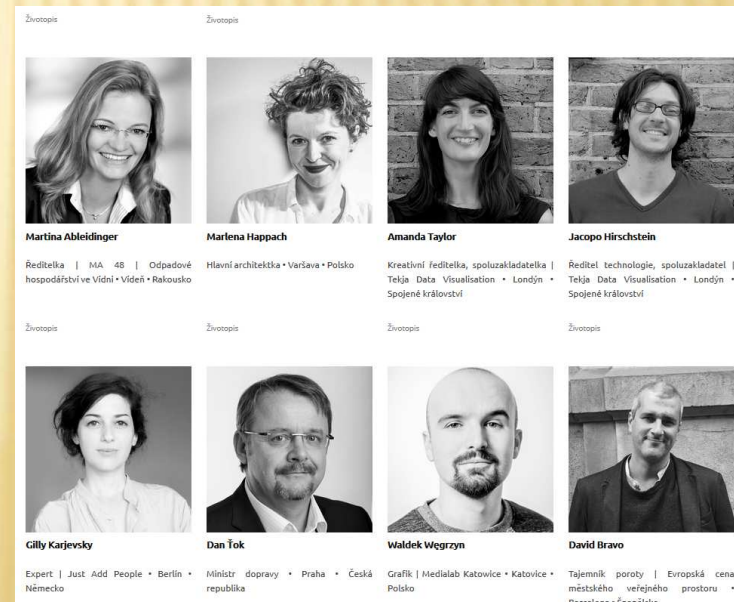 Životopis
Životopis
Martina Ableidinger
Ředitelka | MA 48 | Odpadové
hospodářství ve Vídni • Vídeň • Rakousko
Marlena Happach
Hlavní architektka • Varšava • Polsko
Amanda Taylor
Kreativní ředitelka, spoluzakladatelka |
Tekja Data Visualisation • Londýn •
Spojené království
Jacopo Hirschstein
Ředitel technologie, spoluzakladatel |
Tekja Data Visualisation • Londýn •
Spojené království
Životopis
Životopis
Životopis
Životopis
Gilly Karjevsky
Expert | Just Add People • Berlín •
Německo
Dan Ťok
Ministr dopravy • Praha • Česká
republika
Waldek Węgrzyn
Grafik | Medialab Katowice • Katovice •
Polsko
David Bravo
Tajemník poroty | Evropská cena
městského veřejného prostoru •
Barcelona • Španělsko